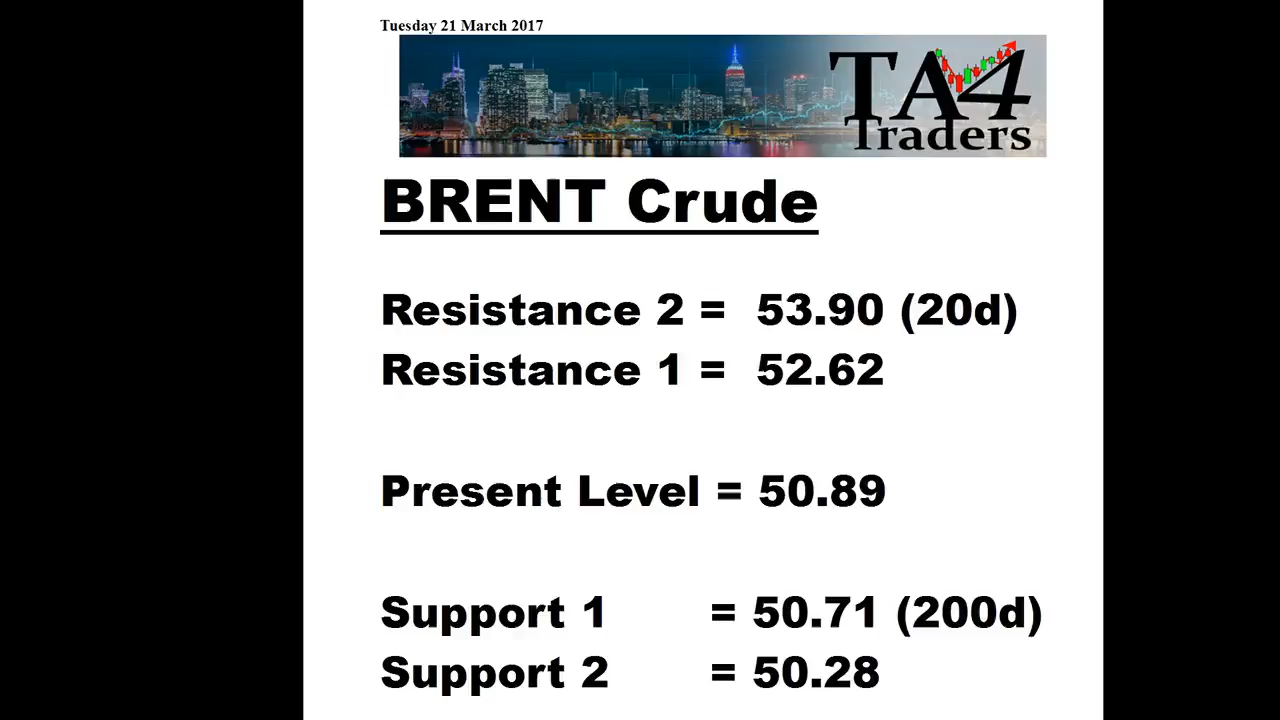 Tuesday 21 March 2017
TA4
Traders
BRENT Crude
Resistance 2 = 53.90 (20d)
Resistance 1 = 52.62
Present Level = 50.89
Support 1 = 50.71 (200d)
Support 2 = 50.28